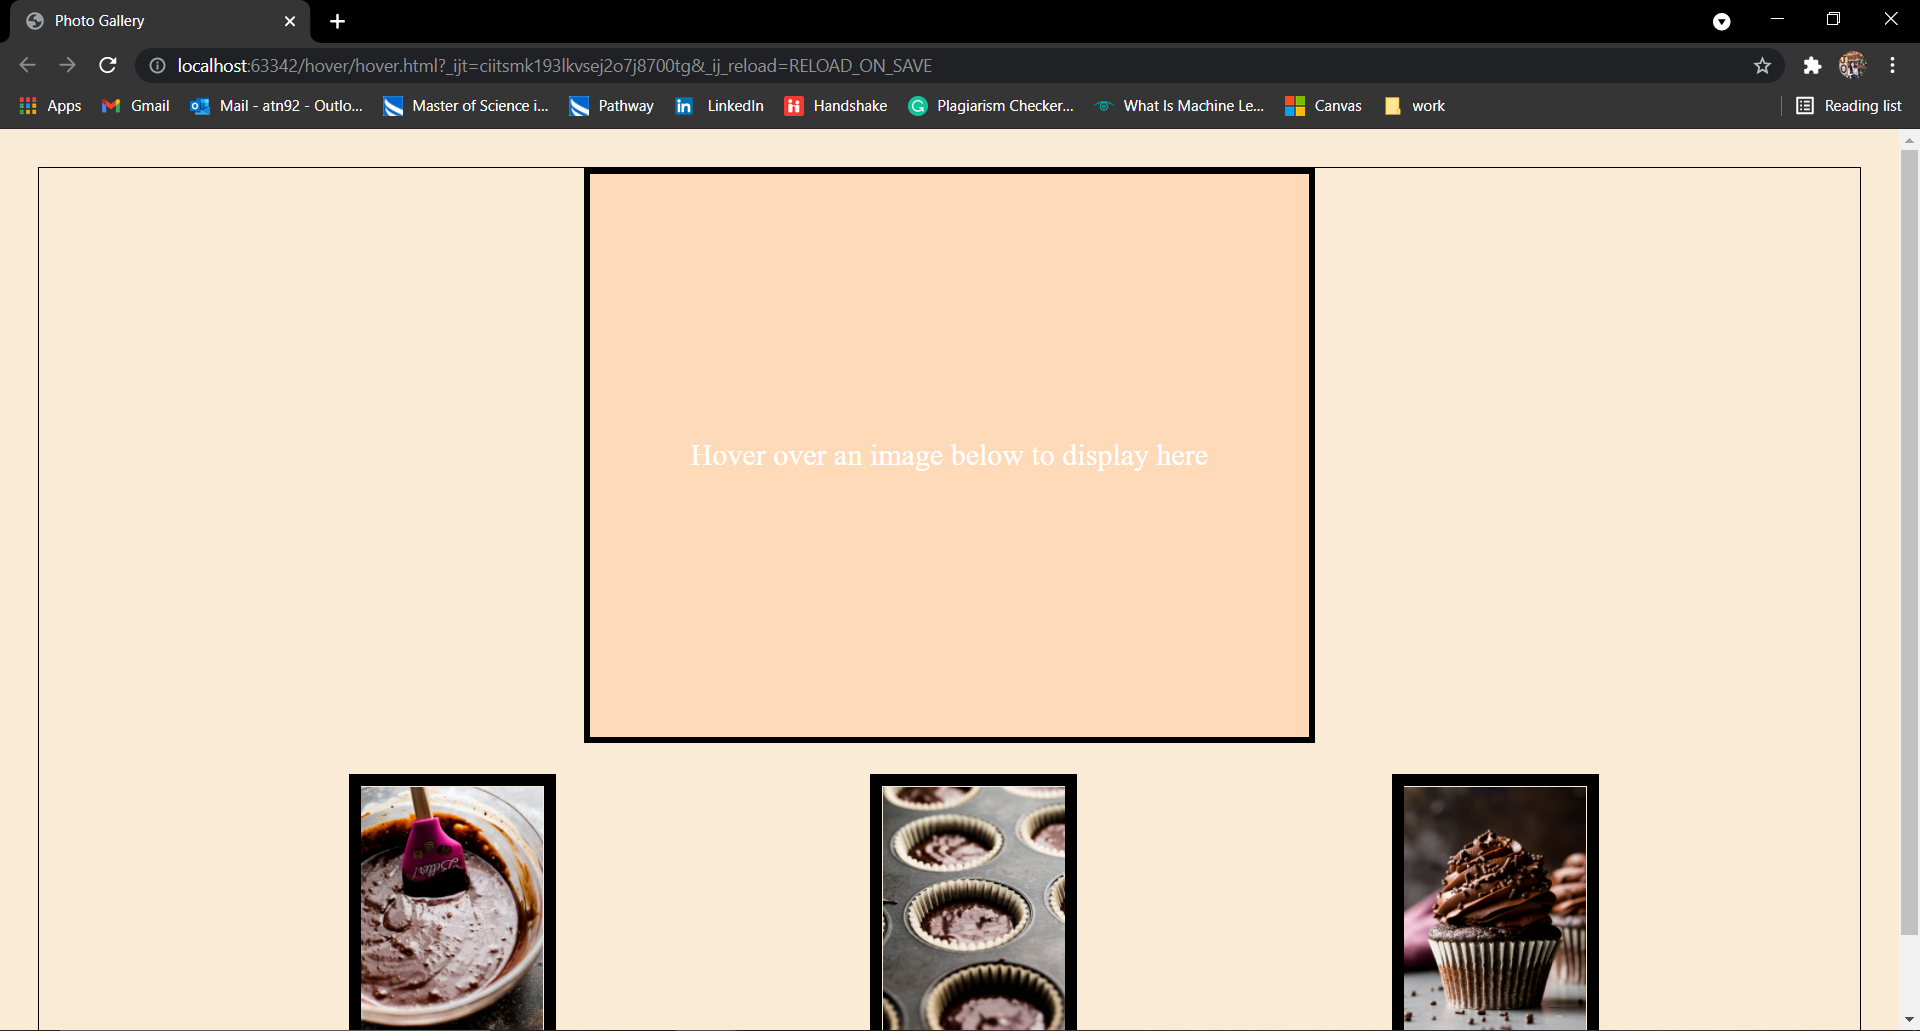 Photo Gallery
localhost:63342/hover/hover.html?_ijt=ciitsmk193lkvsej2o7j8700tg&_ij_reload=RELOAD_ON_SAVE
Apps Gmail Mail - atn92 - Outlo... Master of Science i... Pathway LinkedIn Handshake Plagiarism Checker... What Is Machine Le... Canvas work Reading list
Hover over an image below to display here